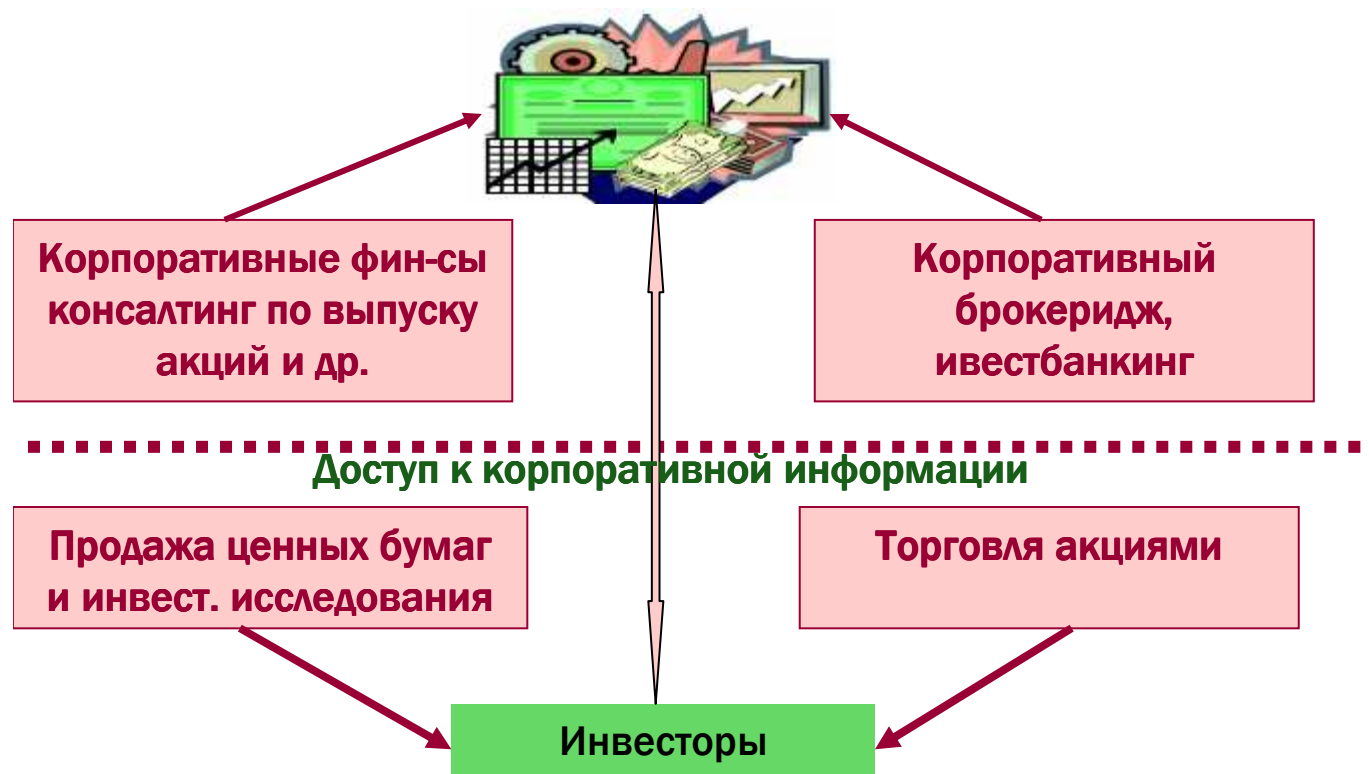 Корпоративные фин-сы
консалтинг по выпуску
акций и др.
Корпоративный
брокеридж,
ивестбанкинг
Доступ к корпоративной информации
Продажа ценных бумаг
и инвест. исследования
Торговля акциями
Инвесторы